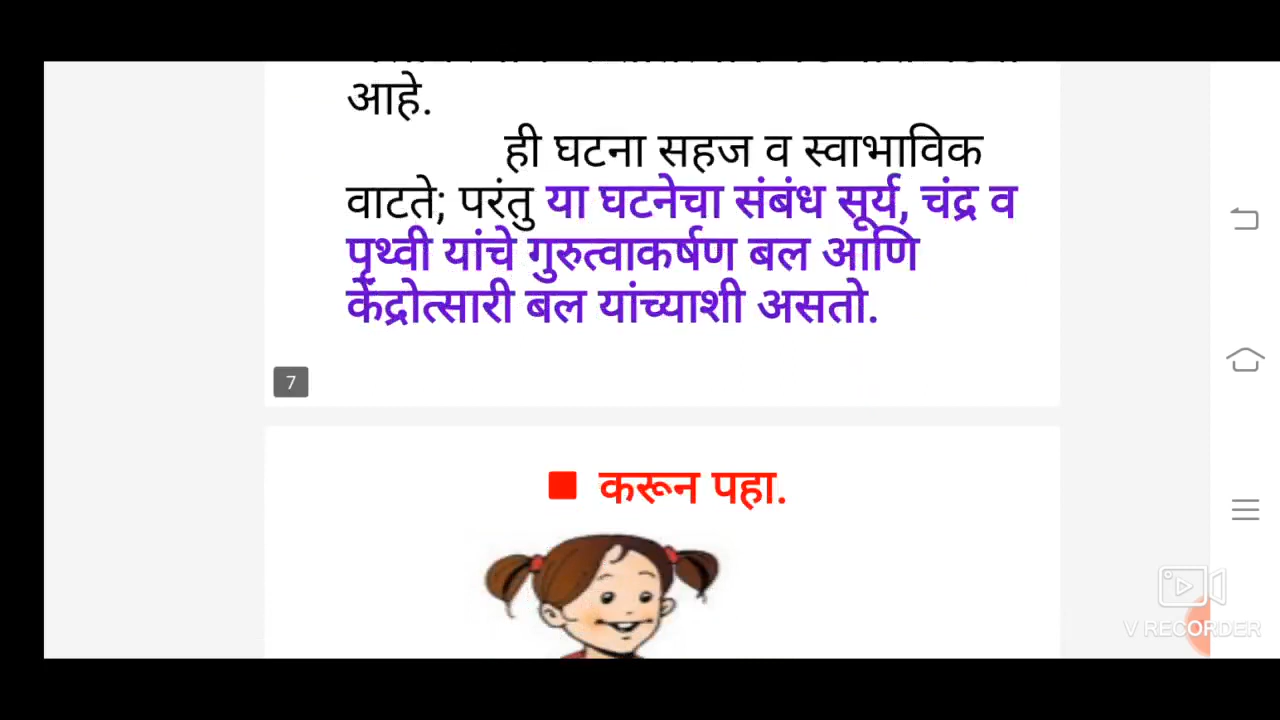 आहे.
ही घटना सहज व स्वाभाविक
वाटते; परंतु या घटनेचा संबंध सूर्य, चंद्र व
पृथ्वी यांचे गुरुत्वाकर्षण बल आणि
केंद्रोत्सारी बल यांच्याशी असतो.
7
■ करून पहा.
V RECORDER